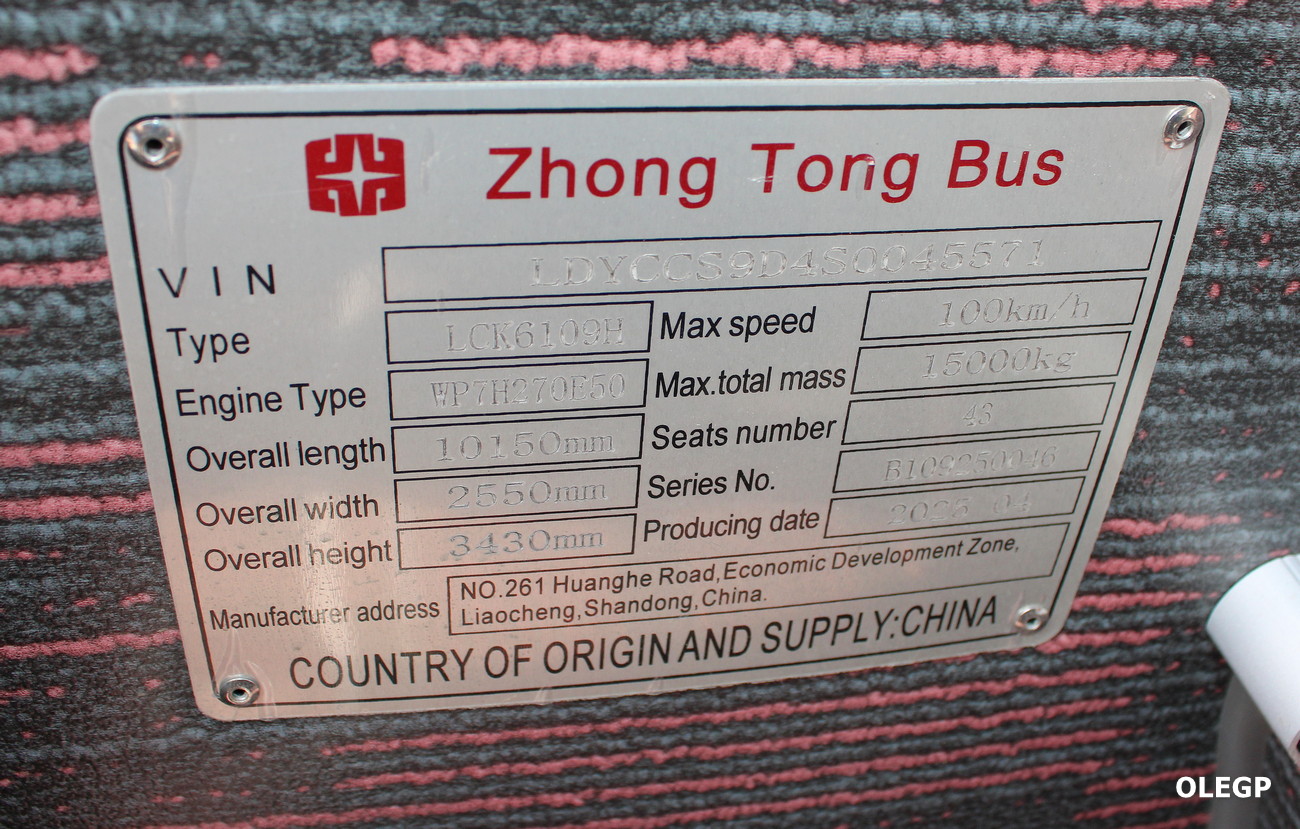 Zhong Tong Bus
VIN LDYCCS9D4S0045571
Type LCK6109H Max speed 100km/h
Engine Type WP7H270E50 Max.total mass 15000kg
Overall length 10150mm Seats number 43
Overall width 2550mm Series No. B109250046
Overall height 3430mm Producing date 2025 04
Manufacturer address NO.261 Huanghe Road,Economic Development Zone,
Liaocheng,Shandong,China.
COUNTRY OF ORIGIN AND SUPPLY:CHINA
OLEGP